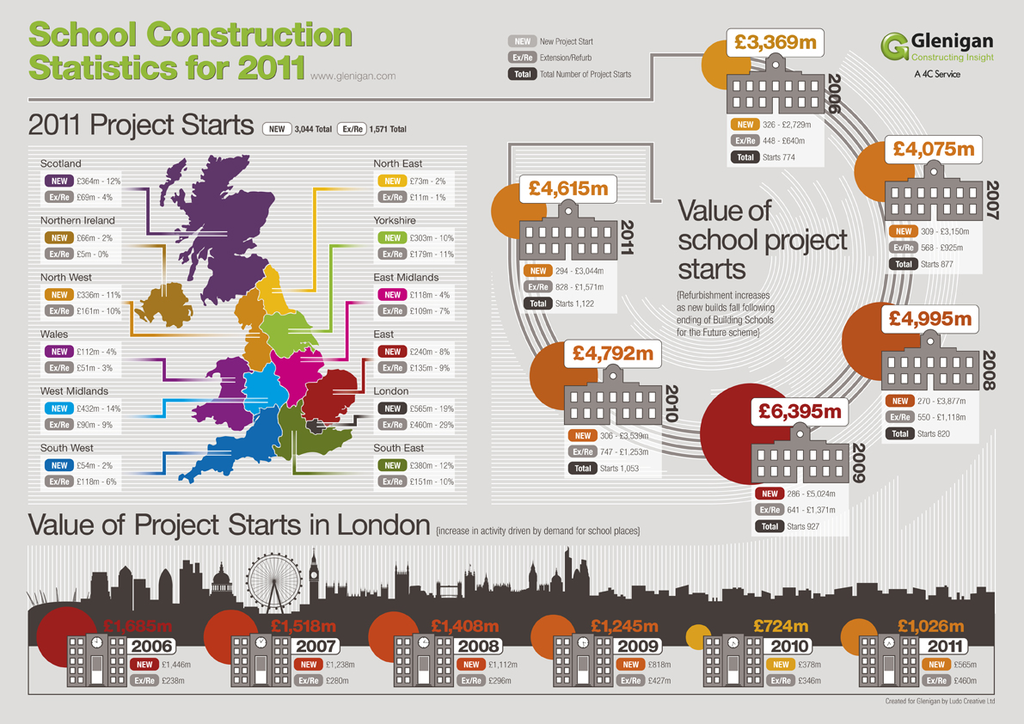 School Construction
Statistics for 2011 www.glenigan.com
NEW New Project Start
Ex/Re Extension/Refurb
Total Total Number of Project Starts
Glenigan
Constructing Insight
A 4C Service
2011 Project Starts NEW 3,044 Total Ex/Re 1,571 Total
Scotland
NEW £364m - 12%
Ex/Re £69m - 4%
Northern Ireland
NEW £66m - 2%
Ex/Re £5m - 0%
North West
NEW £336m - 11%
Ex/Re £161m - 10%
Wales
NEW £112m - 4%
Ex/Re £51m - 3%
West Midlands
NEW £432m - 14%
Ex/Re £90m - 9%
South West
NEW £54m - 2%
Ex/Re £118m - 6%
North East
NEW £73m - 2%
Ex/Re £11m - 1%
Yorkshire
NEW £303m - 10%
Ex/Re £179m - 11%
East Midlands
NEW £118m - 4%
Ex/Re £109m - 7%
East
NEW £240m - 8%
Ex/Re £135m - 9%
London
NEW £565m - 19%
Ex/Re £460m - 29%
South East
NEW £380m - 12%
Ex/Re £151m - 10%
Value of
school project
starts
{Refurbishment increases
as new builds fall following
ending of Building Schools
for the Future scheme}
£3,369m
2006
NEW 326 - £2,729m
Ex/Re 448 - £640m
Total Starts 774
£4,075m
2007
NEW 309 - £3,150m
Ex/Re 568 - £925m
Total Starts 877
£4,995m
2008
NEW 270 - £3,877m
Ex/Re 550 - £1,118m
Total Starts 820
£6,395m
2009
NEW 286 - £5,024m
Ex/Re 641 - £1,371m
Total Starts 927
£4,792m
2010
NEW 306 - £3,539m
Ex/Re 747 - £1,253m
Total Starts 1,053
£4,615m
2011
NEW 294 - £3,044m
Ex/Re 828 - £1,571m
Total Starts 1,122
Value of Project Starts in London {increase in activity driven by demand for school places}
£1,685m
2006
NEW £1,446m
Ex/Re £238m
£1,518m
2007
NEW £1,238m
Ex/Re £280m
£1,408m
2008
NEW £1,112m
Ex/Re £296m
£1,245m
2009
NEW £818m
Ex/Re £427m
£724m
2010
NEW £378m
Ex/Re £346m
£1,026m
2011
NEW £565m
Ex/Re £460m
Created for Glenigan by Ludo Creative Ltd